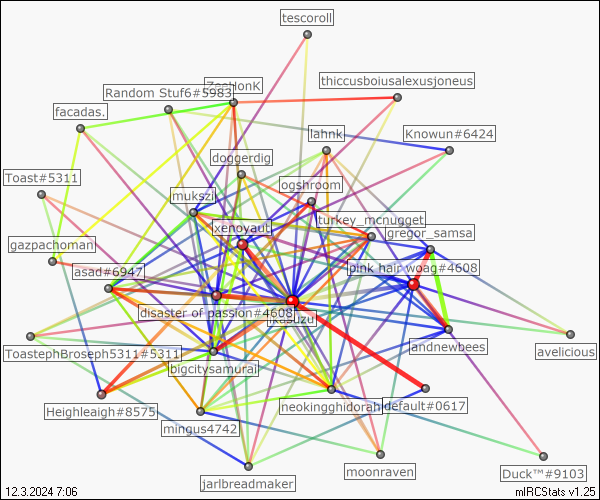 tescoroll
thiccusboiusalexusjoneus
Random Stuf6#5983
facadas.
lahnk
Knowun#6424
doggerdig
Toast#5311
ogshroom
mukszi
turkey_mcnugget
xenoyaut
gregor_samsa
gazpachoman
asad#6947
pink hair woag#4608
disaster of passion#4608
ToastephBroseph5311#5311
andnewbees
avelicious
bigcitysamurai
Heighleaigh#8575
neokingghidorah
default#0617
mingus4742
moonraven
Duck™#9103
jarlbreadmaker
12.3.2024 7:06
mIRCStats v1.25